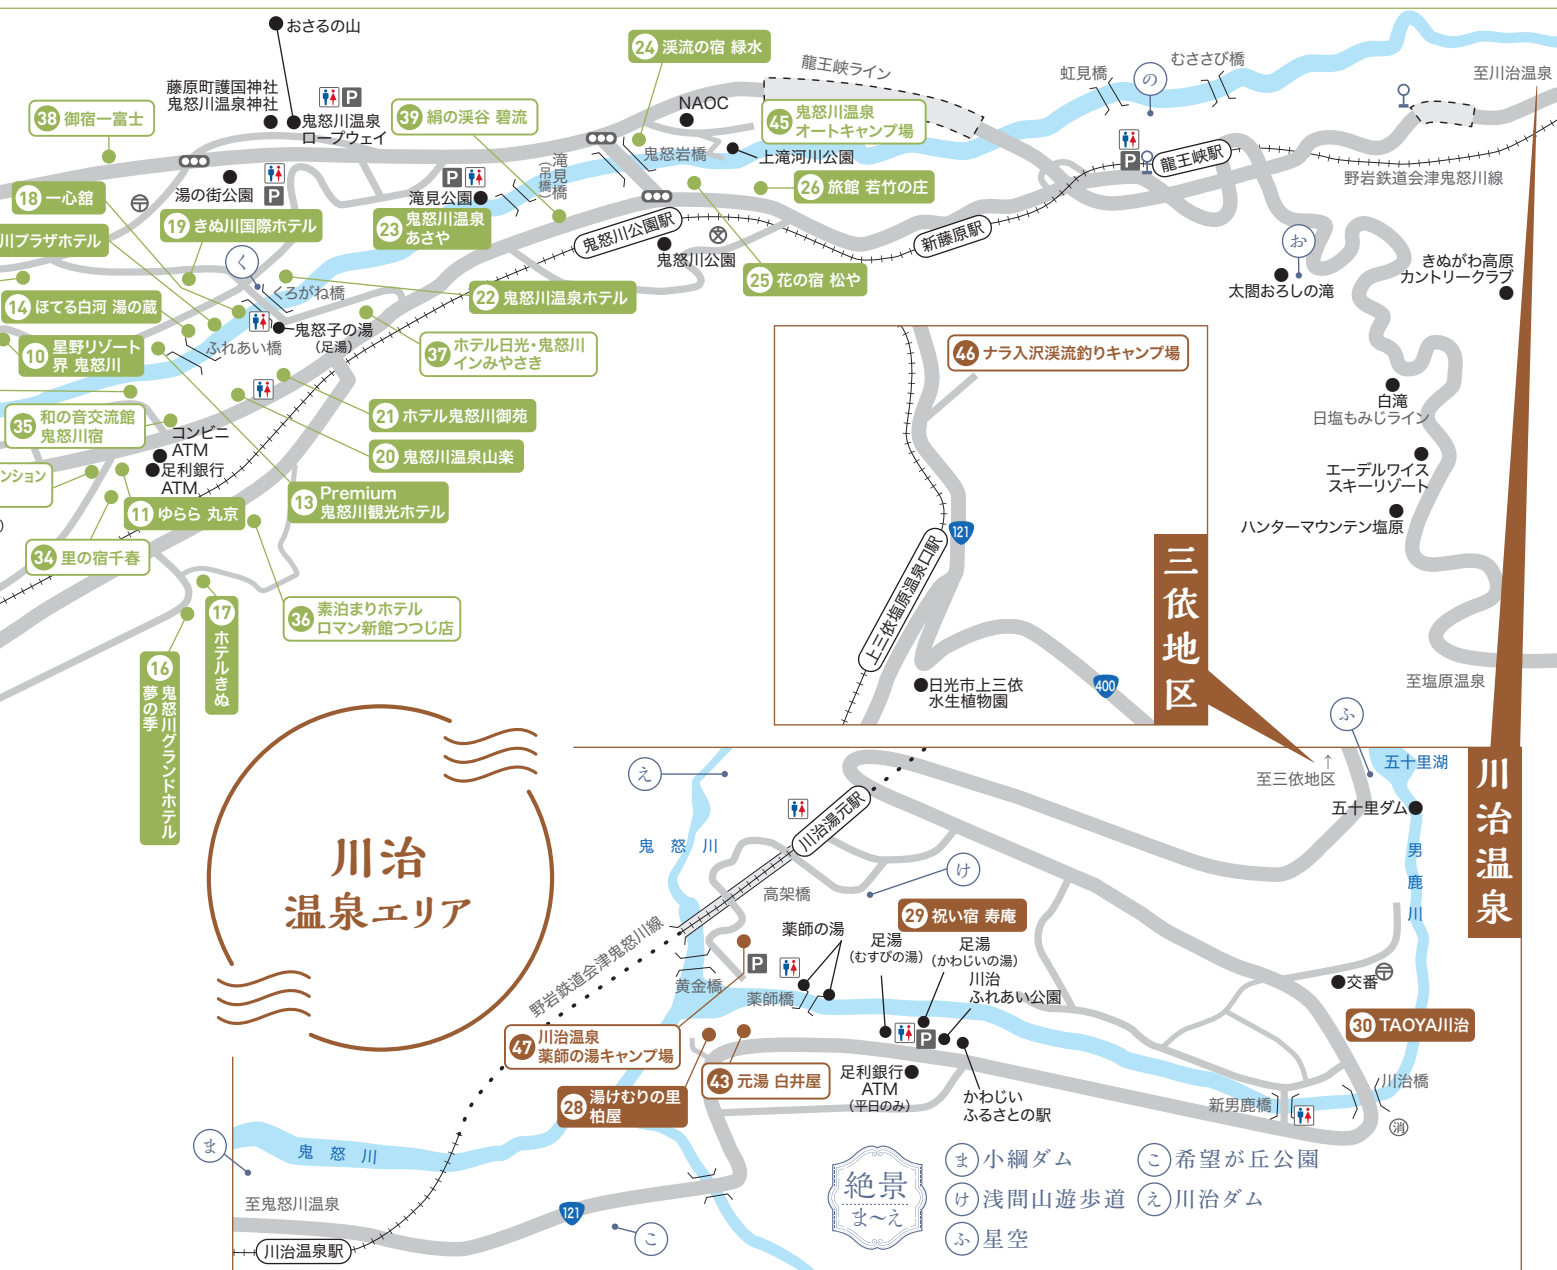 おさるの山
藤原町護国神社
鬼怒川温泉神社
P
鬼怒川温泉
ロープウェイ
38 御宿一富士
39 絹の渓谷 碧流
24 渓流の宿 緑水
龍王峡ライン
虹見橋
の
むささび橋
至川治温泉
NAOC
45 鬼怒川温泉
オートキャンプ場
鬼怒岩橋
上滝河川公園
滝見橋
(吊橋)
P
龍王峡駅
野岩鉄道会津鬼怒川線
湯の街公園
P
P
滝見公園
18 一心舘
19 きぬ川国際ホテル
23 鬼怒川温泉
あさや
26 旅館 若竹の庄
川プラザホテル
く
鬼怒川公園駅
鬼怒川公園
新藤原駅
お
太閤おろしの滝
きぬがわ高原
カントリークラブ
25 花の宿 松や
くろがね橋
22 鬼怒川温泉ホテル
14 ほてる白河 湯の蔵
鬼怒子の湯
(足湯)
ふれあい橋
10 星野リゾート
界 鬼怒川
37 ホテル日光・鬼怒川
インみやさき
46 ナラ入沢渓流釣りキャンプ場
白滝
日塩もみじライン
35 和の音交流館
鬼怒川宿
21 ホテル鬼怒川御苑
コンビニ
ATM
足利銀行
ATM
20 鬼怒川温泉山楽
エーデルワイス
スキーリゾート
ンション
13 Premium
鬼怒川観光ホテル
11 ゆらら 丸京
)
ハンターマウンテン塩原
121
上三依塩原温泉口駅
三依地区
34 里の宿千春
17 ホテルきぬ
36 素泊まりホテル
ロマン新館つつじ店
16 鬼怒川グランドホテル
夢の季
日光市上三依
水生植物園
400
至塩原温泉
ふ
川治
温泉エリア
川治温泉
え
↑
至三依地区
五十里湖
五十里ダム
川治湯元駅
鬼怒川
男鹿川
け
高架橋
29 祝い宿 寿庵
薬師の湯
足湯
(むすびの湯)
足湯
(かわじいの湯)
川治
ふれあい公園
野岩鉄道会津鬼怒川線
P
黄金橋
薬師橋
交番
30 TAOYA川治
47 川治温泉
薬師の湯キャンプ場
P
43 元湯 白井屋
足利銀行
ATM
(平日のみ)
かわじい
ふるさとの駅
28 湯けむりの里
柏屋
川治橋
新男鹿橋
消
ま
鬼怒川
至鬼怒川温泉
121
こ
川治温泉駅
絶景
ま〜え
ま 小綱ダム
こ 希望が丘公園
け 浅間山遊歩道
え 川治ダム
ふ 星空